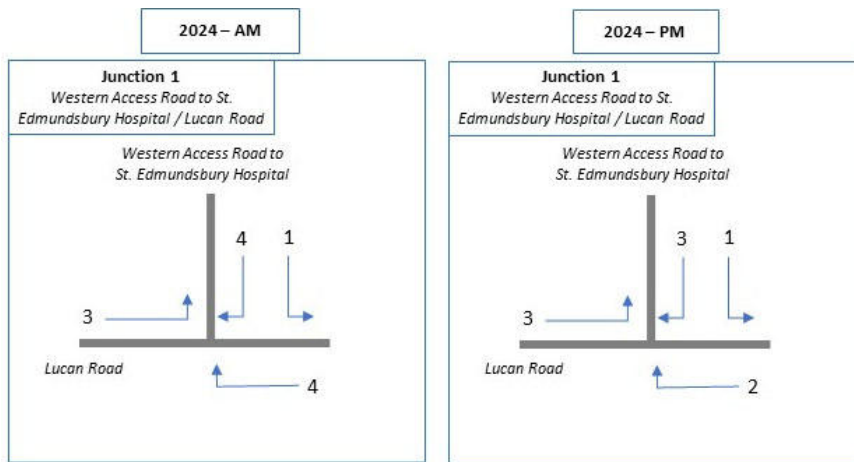 2024 – AM
Junction 1
Western Access Road to St.
Edmundsbury Hospital / Lucan Road
Western Access Road to
St. Edmundsbury Hospital
4 1
3
Lucan Road
4
2024 – PM
Junction 1
Western Access Road to St.
Edmundsbury Hospital / Lucan Road
Western Access Road to
St. Edmundsbury Hospital
3 1
3
Lucan Road
2